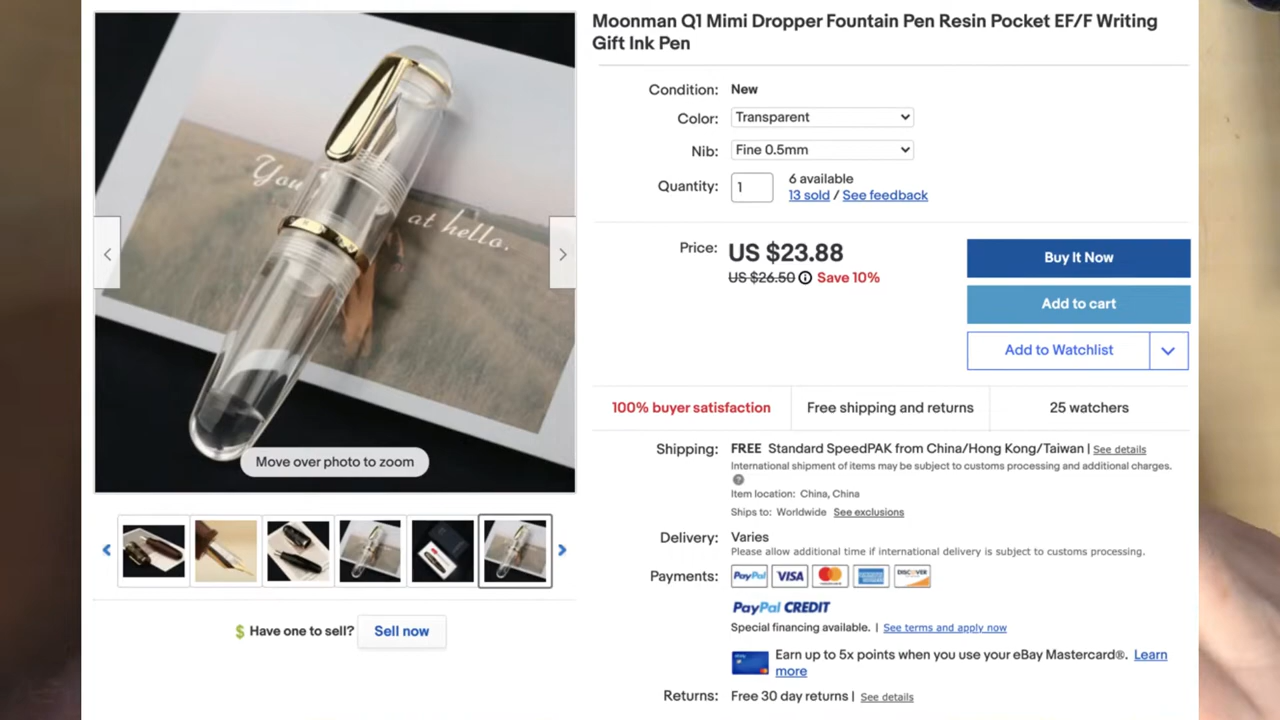 Moonman Q1 Mimi Dropper Fountain Pen Resin Pocket EF/F Writing
Gift Ink Pen
You
at hello.
Move over photo to zoom
$ Have one to sell? Sell now
Condition: New
Color: Transparent
Nib: Fine 0.5mm
Quantity: 1
6 available
13 sold / See feedback
Price: US $23.88
US $26.50 Save 10%
Buy It Now
Add to cart
Add to Watchlist
100% buyer satisfaction
Free shipping and returns
25 watchers
Shipping: FREE Standard SpeedPAK from China/Hong Kong/Taiwan | See details
International shipment of items may be subject to customs processing and additional charges.
?
Item location: China, China
Ships to: Worldwide See exclusions
Delivery: Varies
Please allow additional time if international delivery is subject to customs processing.
Payments: PayPal VISA DISCOVER
PayPal CREDIT
Special financing available. | See terms and apply now
Earn up to 5x points when you use your eBay Mastercard®. Learn
more
Returns: Free 30 day returns | See details